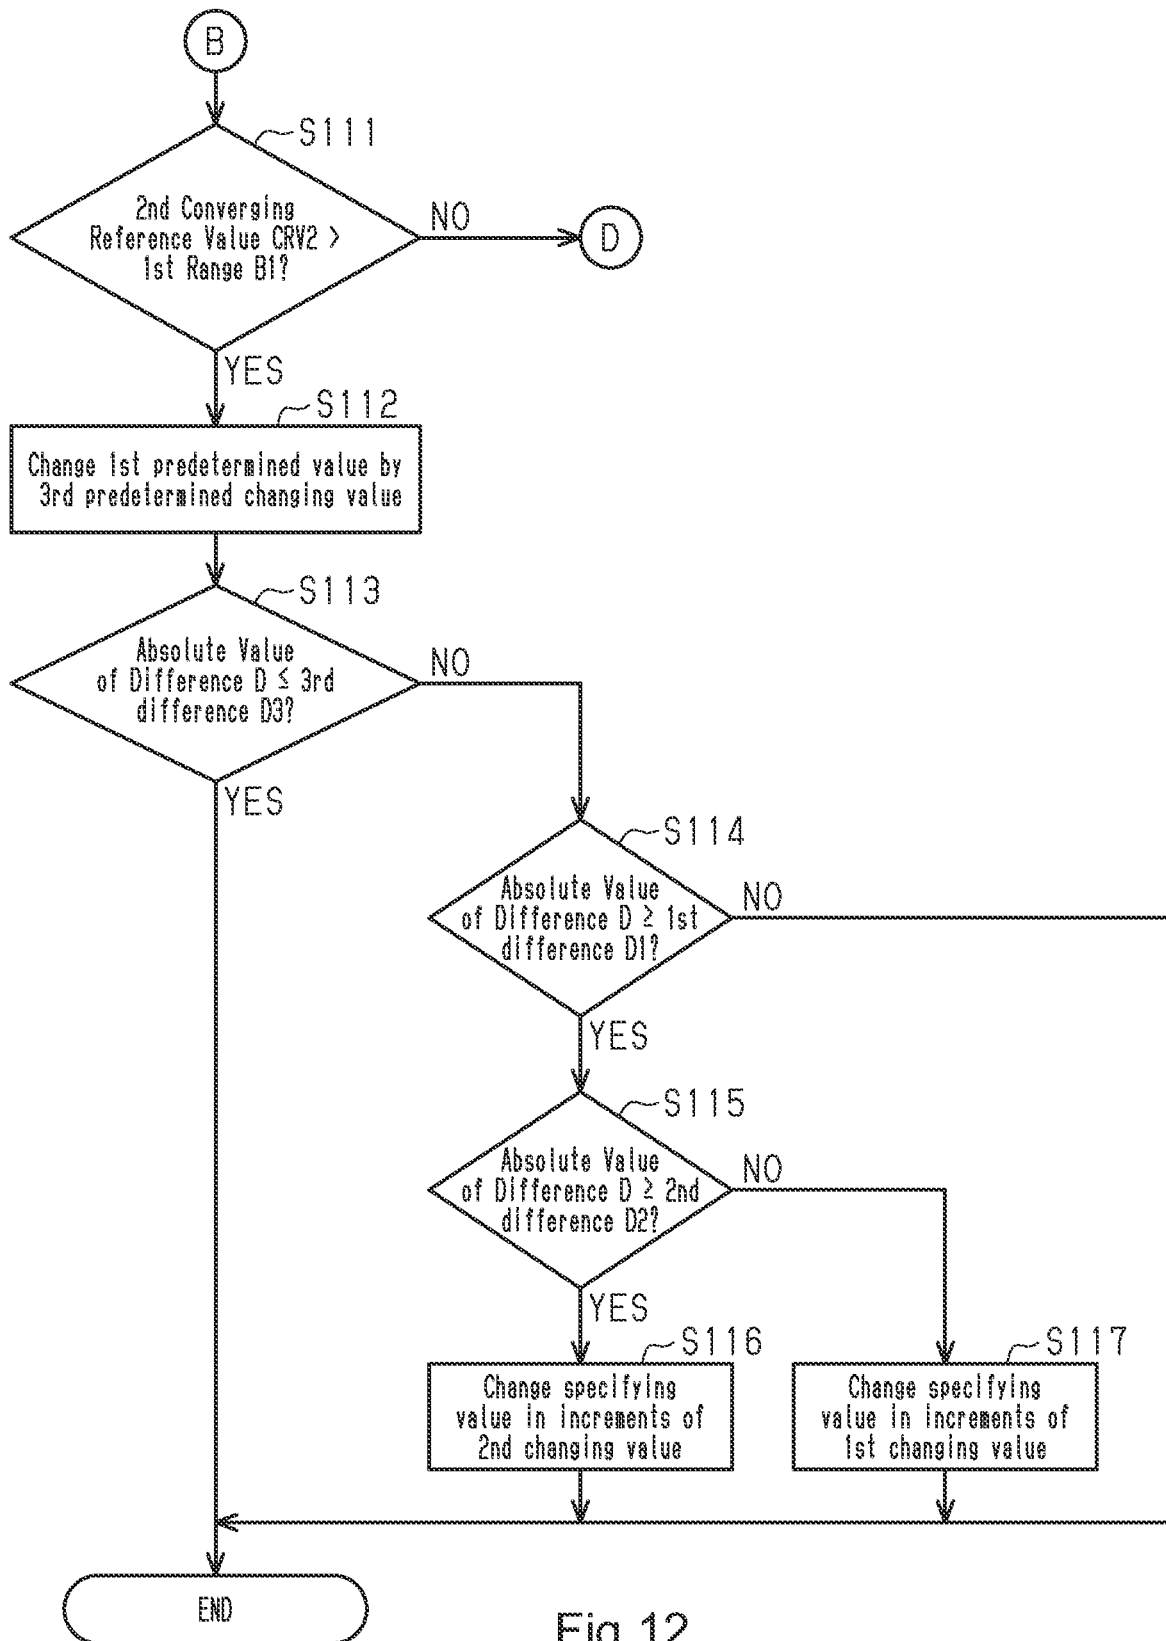 B
S111
2nd Converging
Reference Value CRV2 >
1st Range B1?
NO
D
YES
S112
Change 1st predetermined value by
3rd predetermined changing value
S113
Absolute Value
of Difference D ≤ 3rd
difference D3?
NO
YES
S114
Absolute Value
of Difference D ≥ 1st
difference D1?
NO
YES
S115
Absolute Value
of Difference D ≥ 2nd
difference D2?
NO
YES
S116
Change specifying
value in increments of
2nd changing value
S117
Change specifying
value in increments of
1st changing value
END
Fig.12